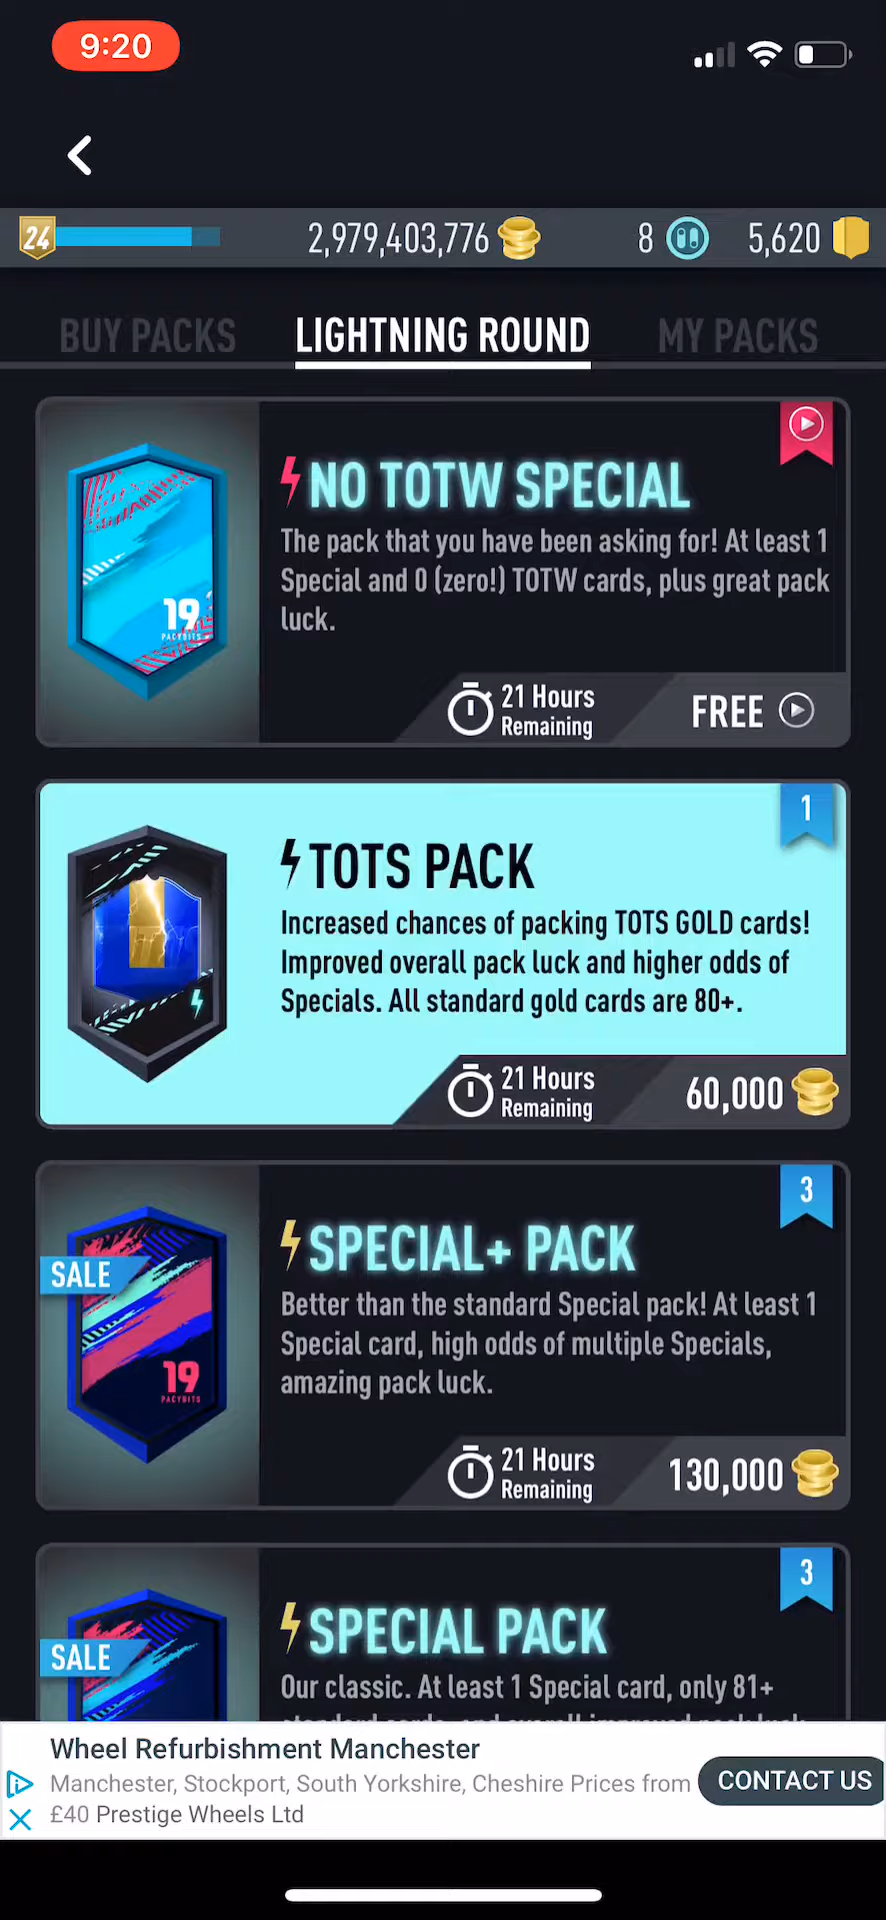 9:20
24
2,979,403,776
8
5,620
BUY PACKS
LIGHTNING ROUND
MY PACKS
NO TOTW SPECIAL
The pack that you have been asking for! At least 1
Special and 0 (zero!) TOTW cards, plus great pack
luck.
19
PACYBITS
21 Hours
Remaining
FREE
1
TOTS PACK
Increased chances of packing TOTS GOLD cards!
Improved overall pack luck and higher odds of
Specials. All standard gold cards are 80+.
21 Hours
Remaining
60,000
3
SALE
SPECIAL+ PACK
Better than the standard Special pack! At least 1
Special card, high odds of multiple Specials,
amazing pack luck.
19
PACYBITS
21 Hours
Remaining
130,000
3
SALE
SPECIAL PACK
Our classic. At least 1 Special card, only 81+
Wheel Refurbishment Manchester
Manchester, Stockport, South Yorkshire, Cheshire Prices from
£40 Prestige Wheels Ltd
CONTACT US